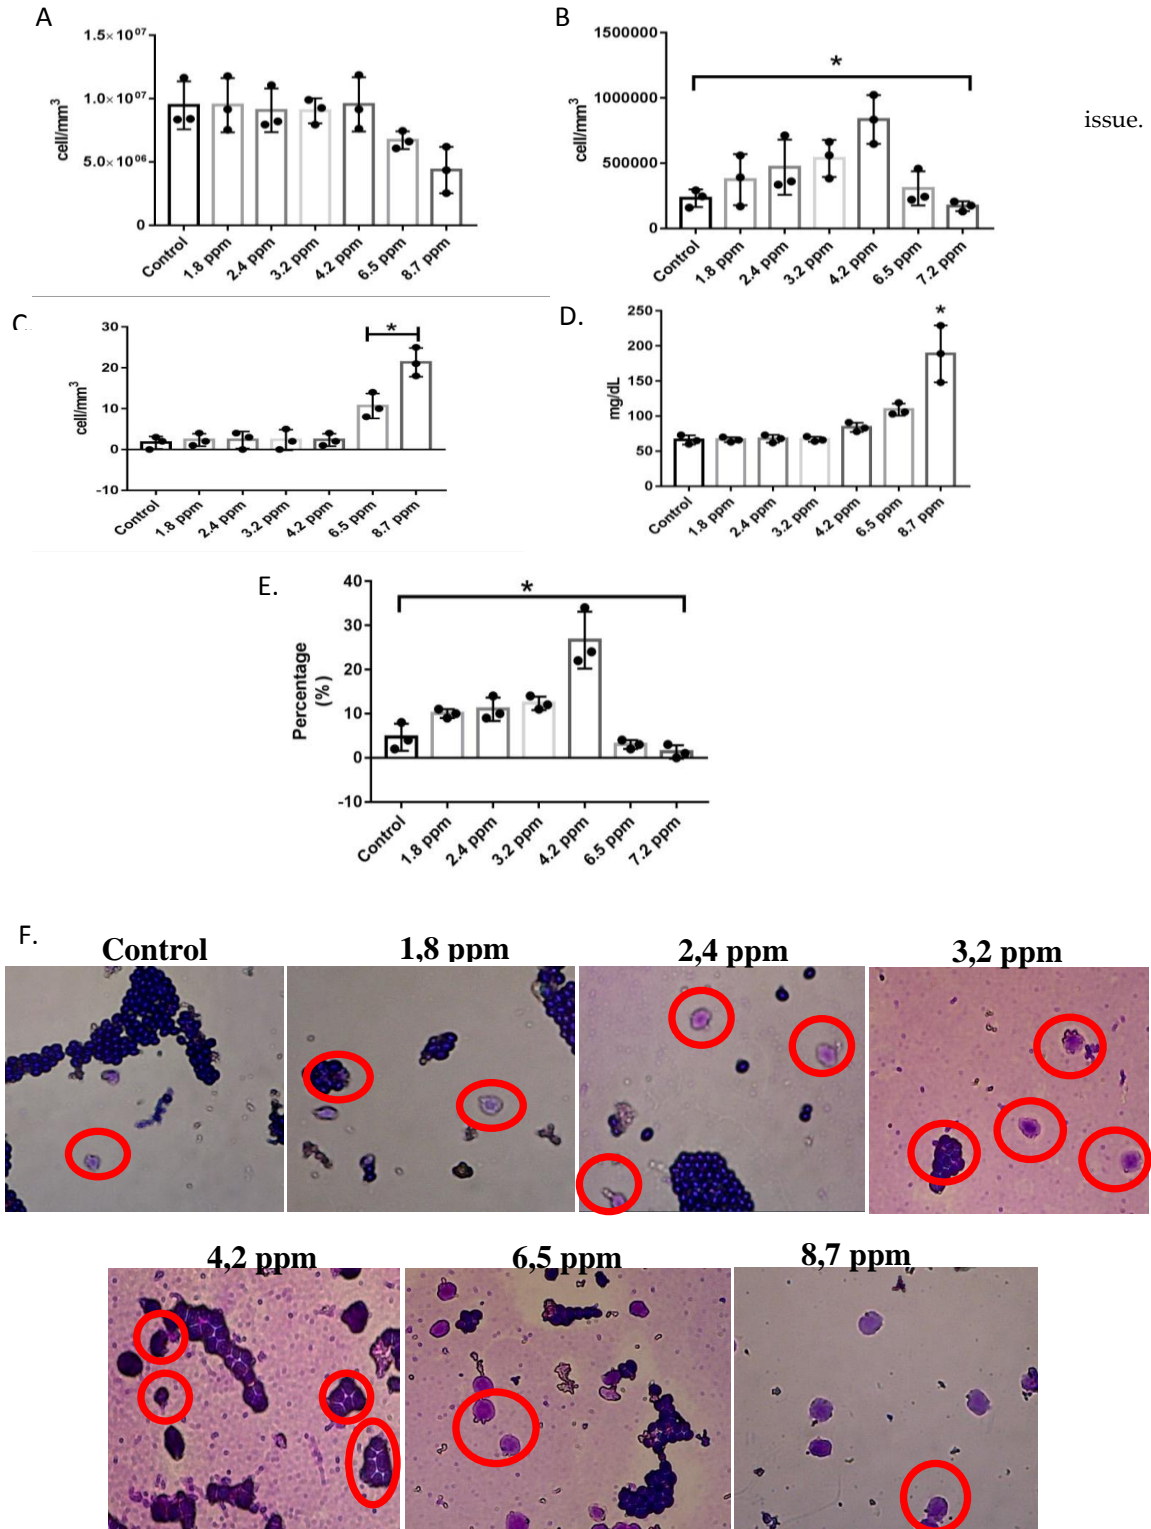 A
1.5×10⁰⁷
1.0×10⁰⁷
5.0×10⁰⁶
0
cell/mm³
Control
1.8 ppm
2.4 ppm
3.2 ppm
4.2 ppm
6.5 ppm
8.7 ppm
B
1500000
1000000
500000
0
cell/mm³
*
Control
1.8 ppm
2.4 ppm
3.2 ppm
4.2 ppm
6.5 ppm
7.2 ppm
issue.
C.
30
20
10
0
-10
cell/mm³
*
Control
1.8 ppm
2.4 ppm
3.2 ppm
4.2 ppm
6.5 ppm
8.7 ppm
D.
250
200
150
100
50
0
mg/dL
*
Control
1.8 ppm
2.4 ppm
3.2 ppm
4.2 ppm
6.5 ppm
8.7 ppm
E.
40
30
20
10
0
-10
Percentage
(%)
*
Control
1.8 ppm
2.4 ppm
3.2 ppm
4.2 ppm
6.5 ppm
7.2 ppm
F.
Control
1,8 ppm
2,4 ppm
3,2 ppm
4,2 ppm
6,5 ppm
8,7 ppm